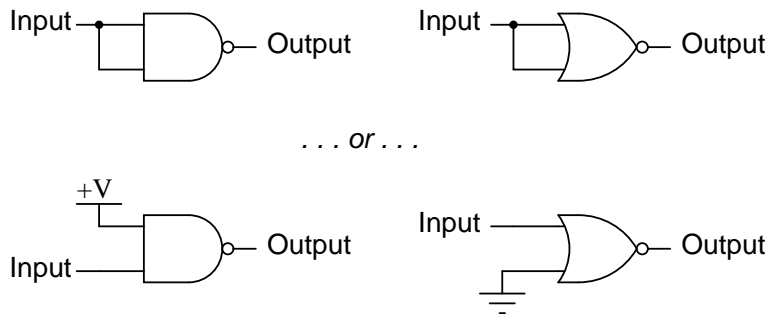 Input Output Input Output
. . . or . . .
+V
Input Output
Input Output